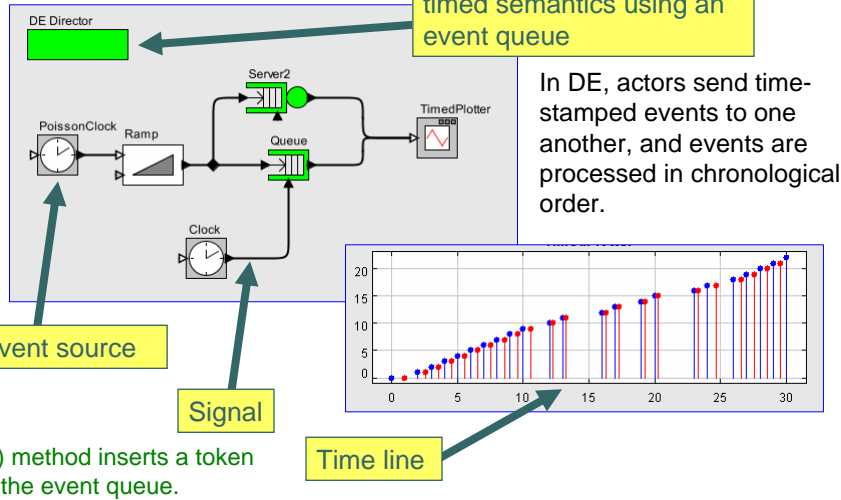 timed semantics using an
event queue
DE Director
Server2
TimedPlotter
PoissonClock
Ramp
Queue
Clock
In DE, actors send time-
stamped events to one
another, and events are
processed in chronological
order.
20
15
10
5
0
0 5 10 15 20 25 30
vent source
Signal
Time line
) method inserts a token
the event queue.